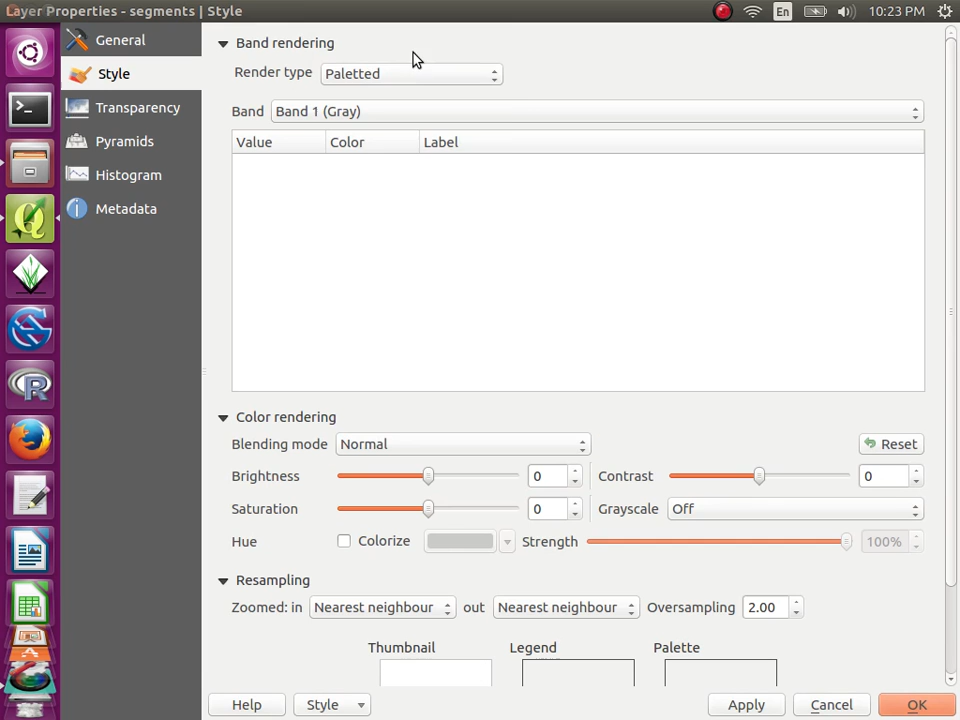 Layer Properties - segments | Style
En
10:23 PM
General
Style
Transparency
Pyramids
Histogram
Metadata
Band rendering
Render type Paletted
Band Band 1 (Gray)
Value Color Label
Color rendering
Blending mode Normal Reset
Brightness 0 Contrast 0
Saturation 0 Grayscale Off
Hue Colorize Strength 100%
Resampling
Zoomed: in Nearest neighbour out Nearest neighbour Oversampling 2.00
Thumbnail Legend Palette
Help Style Apply Cancel OK